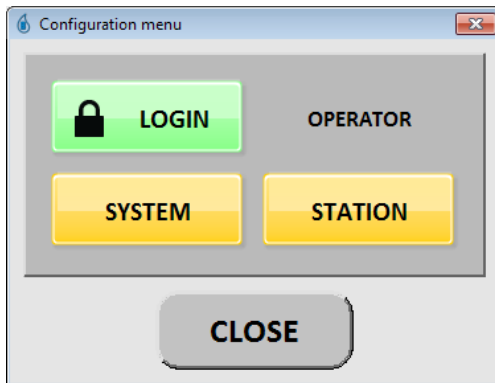 Configuration menu
LOGIN OPERATOR
SYSTEM STATION
CLOSE